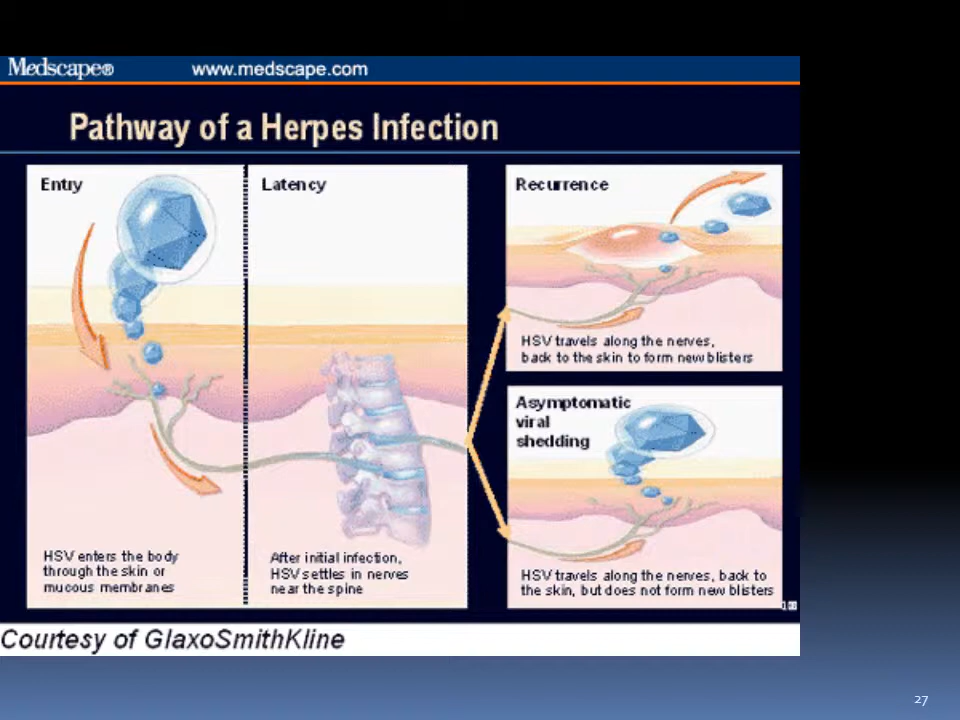 Medscape® www.medscape.com
Pathway of a Herpes Infection
Entry
HSV enters the body
through the skin or
mucous membranes
Latency
After initial infection,
HSV settles in nerves
near the spine
Recurrence
HSV travels along the nerves,
back to the skin to form new blisters
Asymptomatic
viral
shedding
HSV travels along the nerves, back to
the skin, but does not form new blisters
Courtesy of GlaxoSmithKline
27